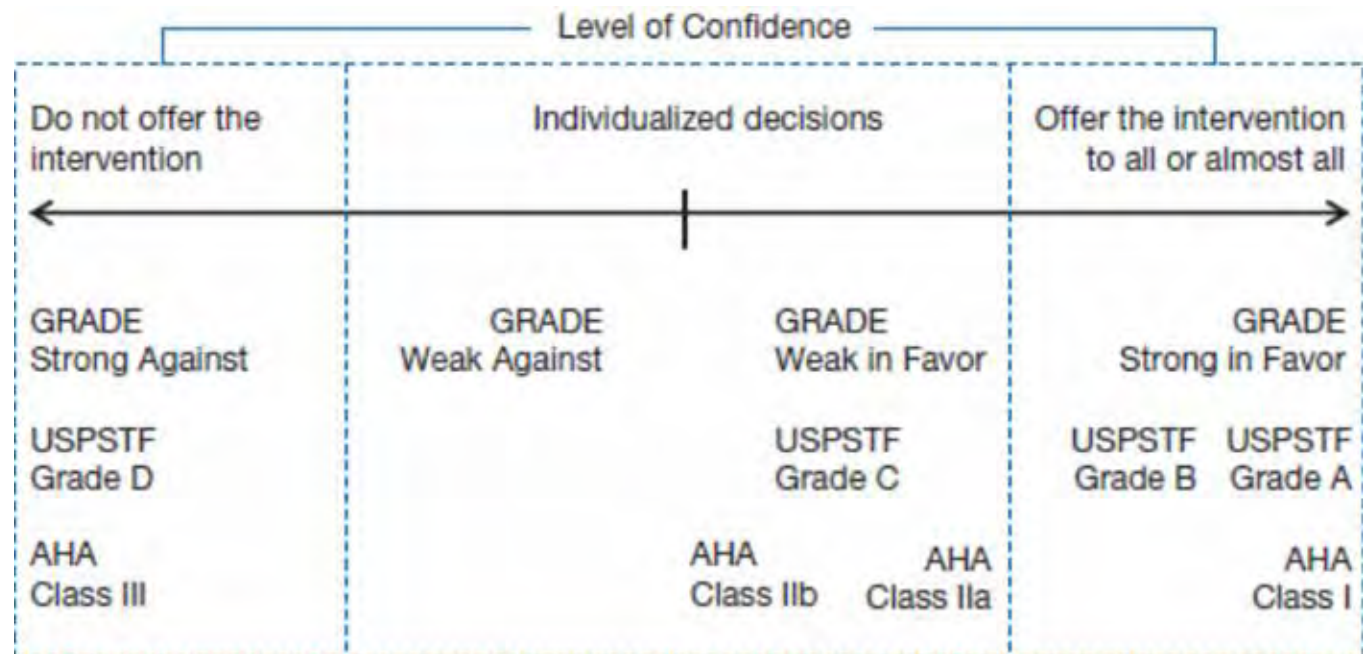 Level of Confidence
Do not offer the
intervention
Individualized decisions
Offer the intervention
to all or almost all
GRADE
Strong Against
GRADE
Weak Against
GRADE
Weak in Favor
GRADE
Strong in Favor
USPSTF
Grade D
USPSTF
Grade C
USPSTF
Grade B
USPSTF
Grade A
AHA
Class III
AHA
Class IIb
AHA
Class IIa
AHA
Class I